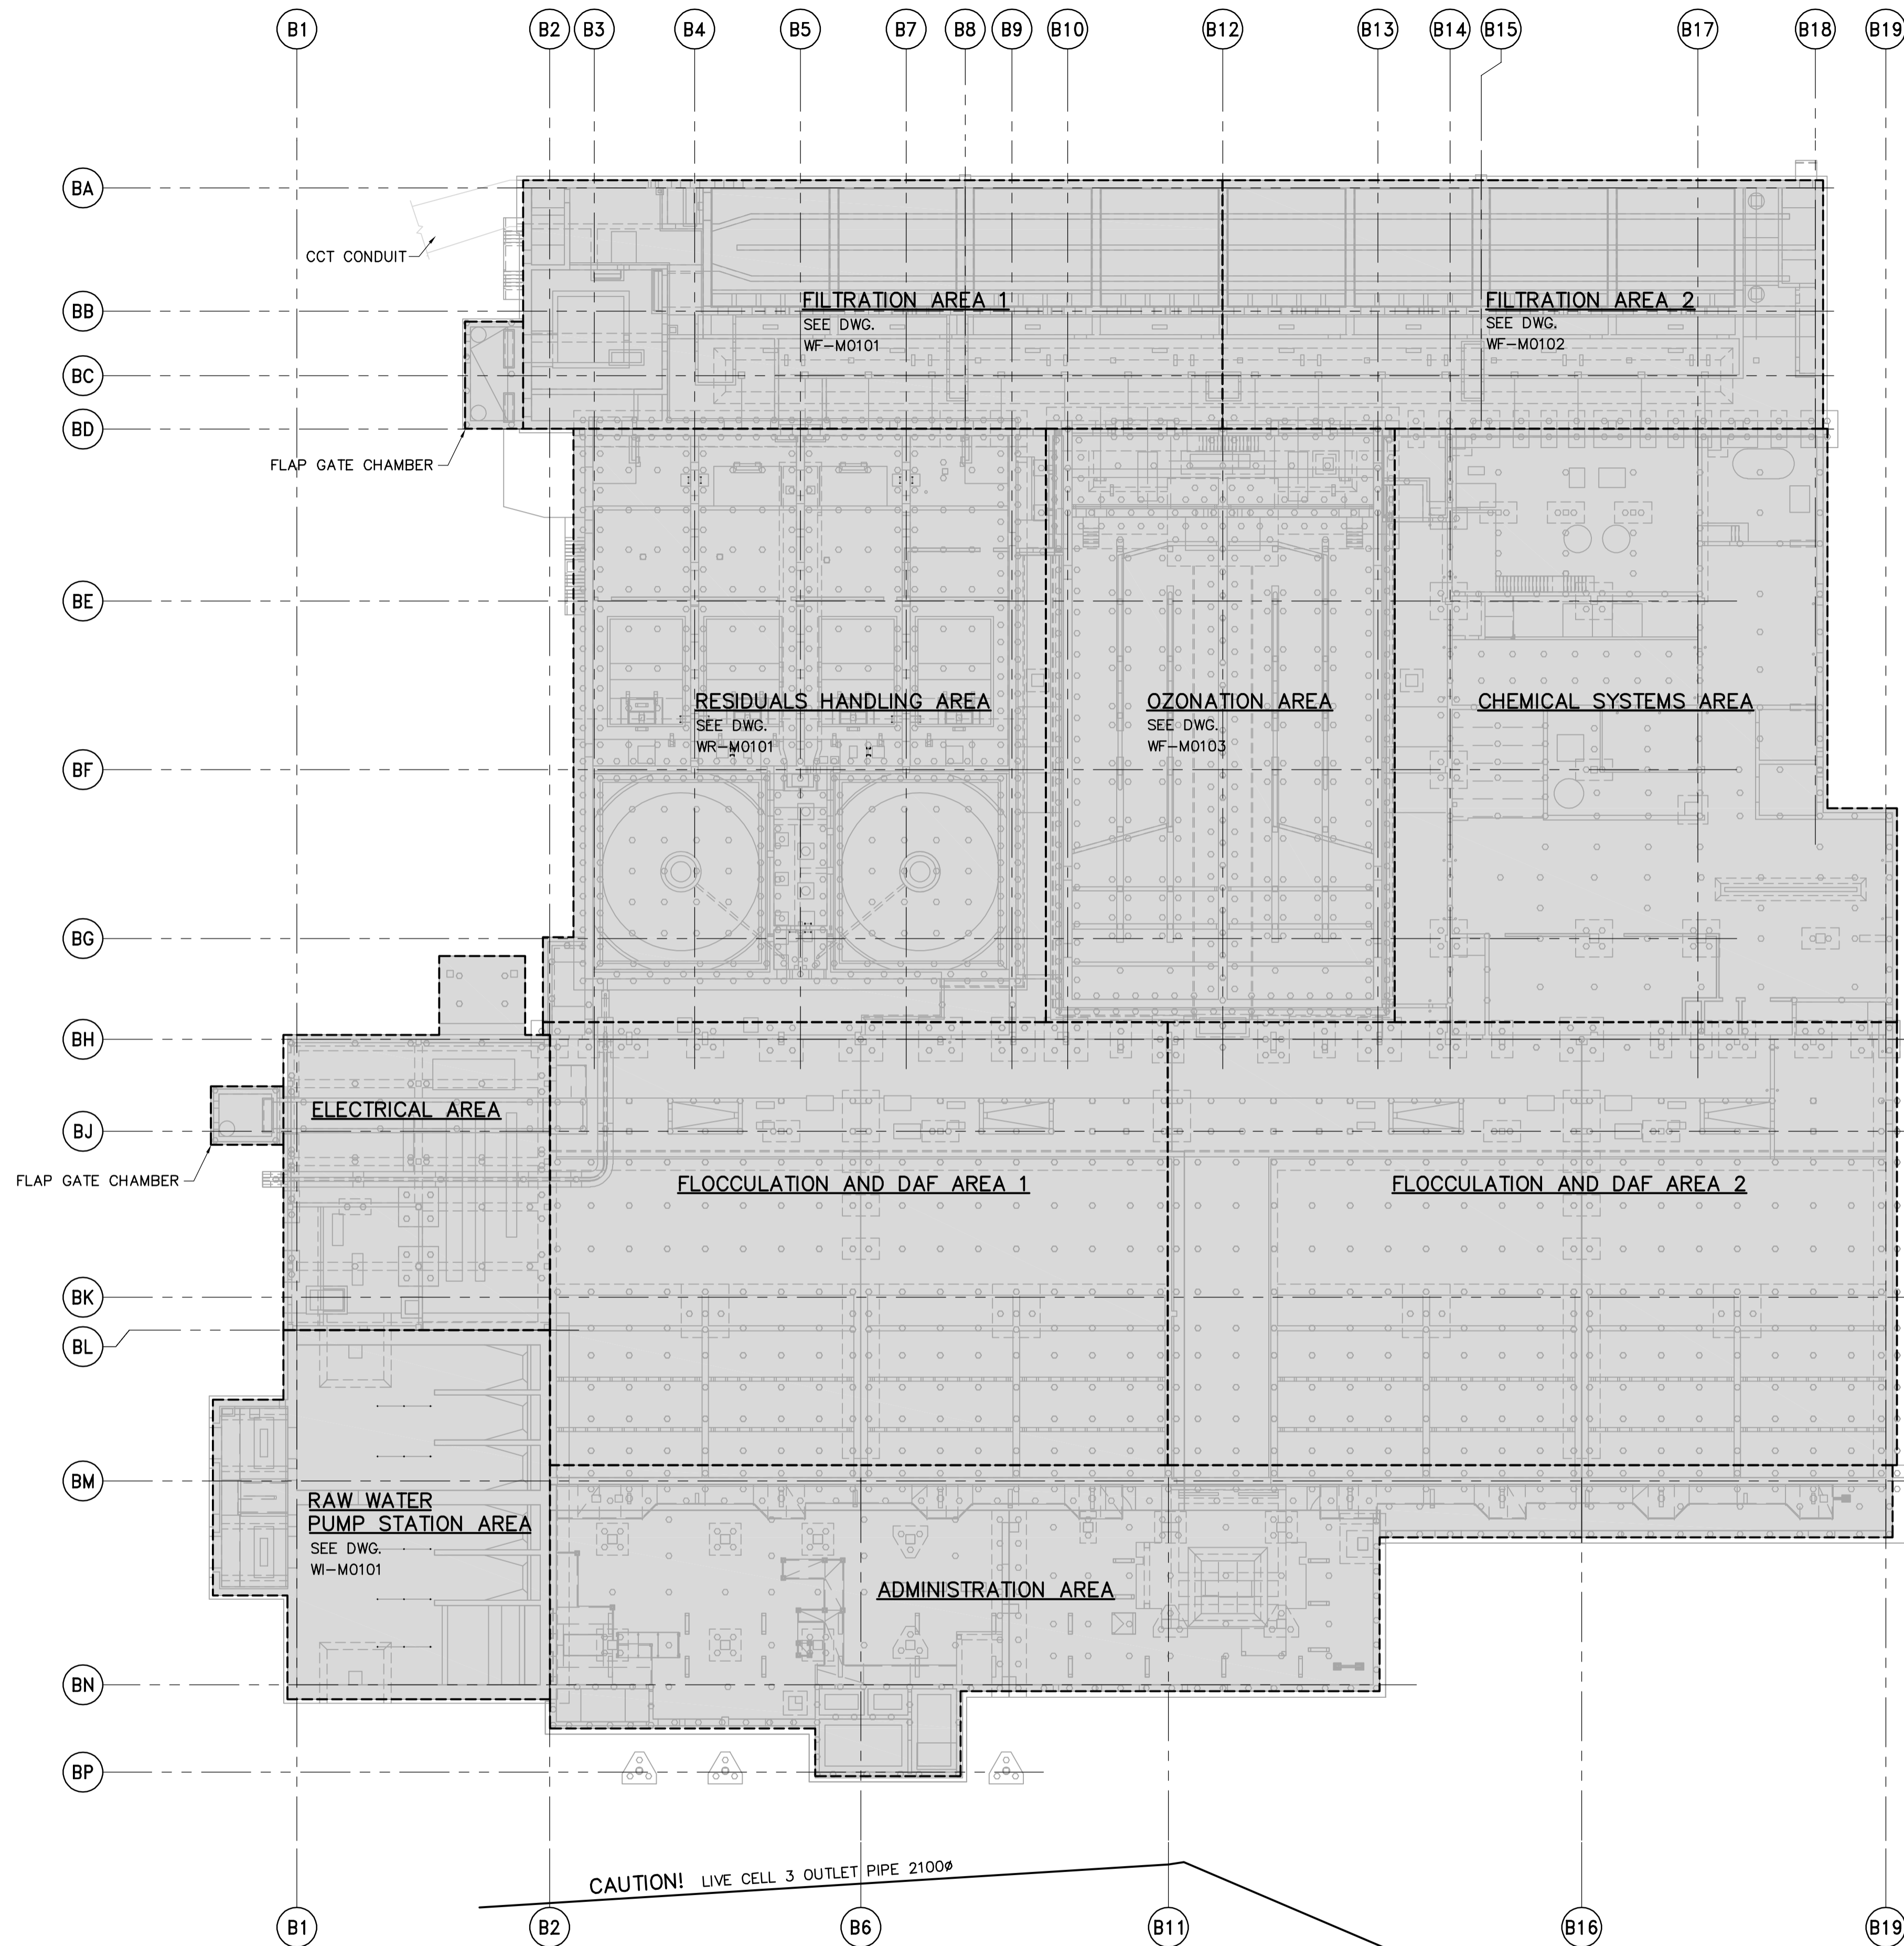 B1 B2 B3 B4 B5 B7 B8 B9 B10 B12 B13 B14 B15 B17 B18 B19
BA
CCT CONDUIT
BB
FILTRATION AREA 1
SEE DWG.
WF-M0101
FILTRATION AREA 2
SEE DWG.
WF-M0102
BC
BD
FLAP GATE CHAMBER
BE
RESIDUALS HANDLING AREA
SEE DWG.
WR-M0101
OZONATION AREA
SEE DWG.
WF-M0103
CHEMICAL SYSTEMS AREA
BF
BG
BH
ELECTRICAL AREA
BJ
FLAP GATE CHAMBER
FLOCCULATION AND DAF AREA 1
FLOCCULATION AND DAF AREA 2
BK
BL
BM
RAW WATER
PUMP STATION AREA
SEE DWG.
WI-M0101
ADMINISTRATION AREA
BN
BP
CAUTION! LIVE CELL 3 OUTLET PIPE 2100ø
B1 B2 B6 B11 B16 B19